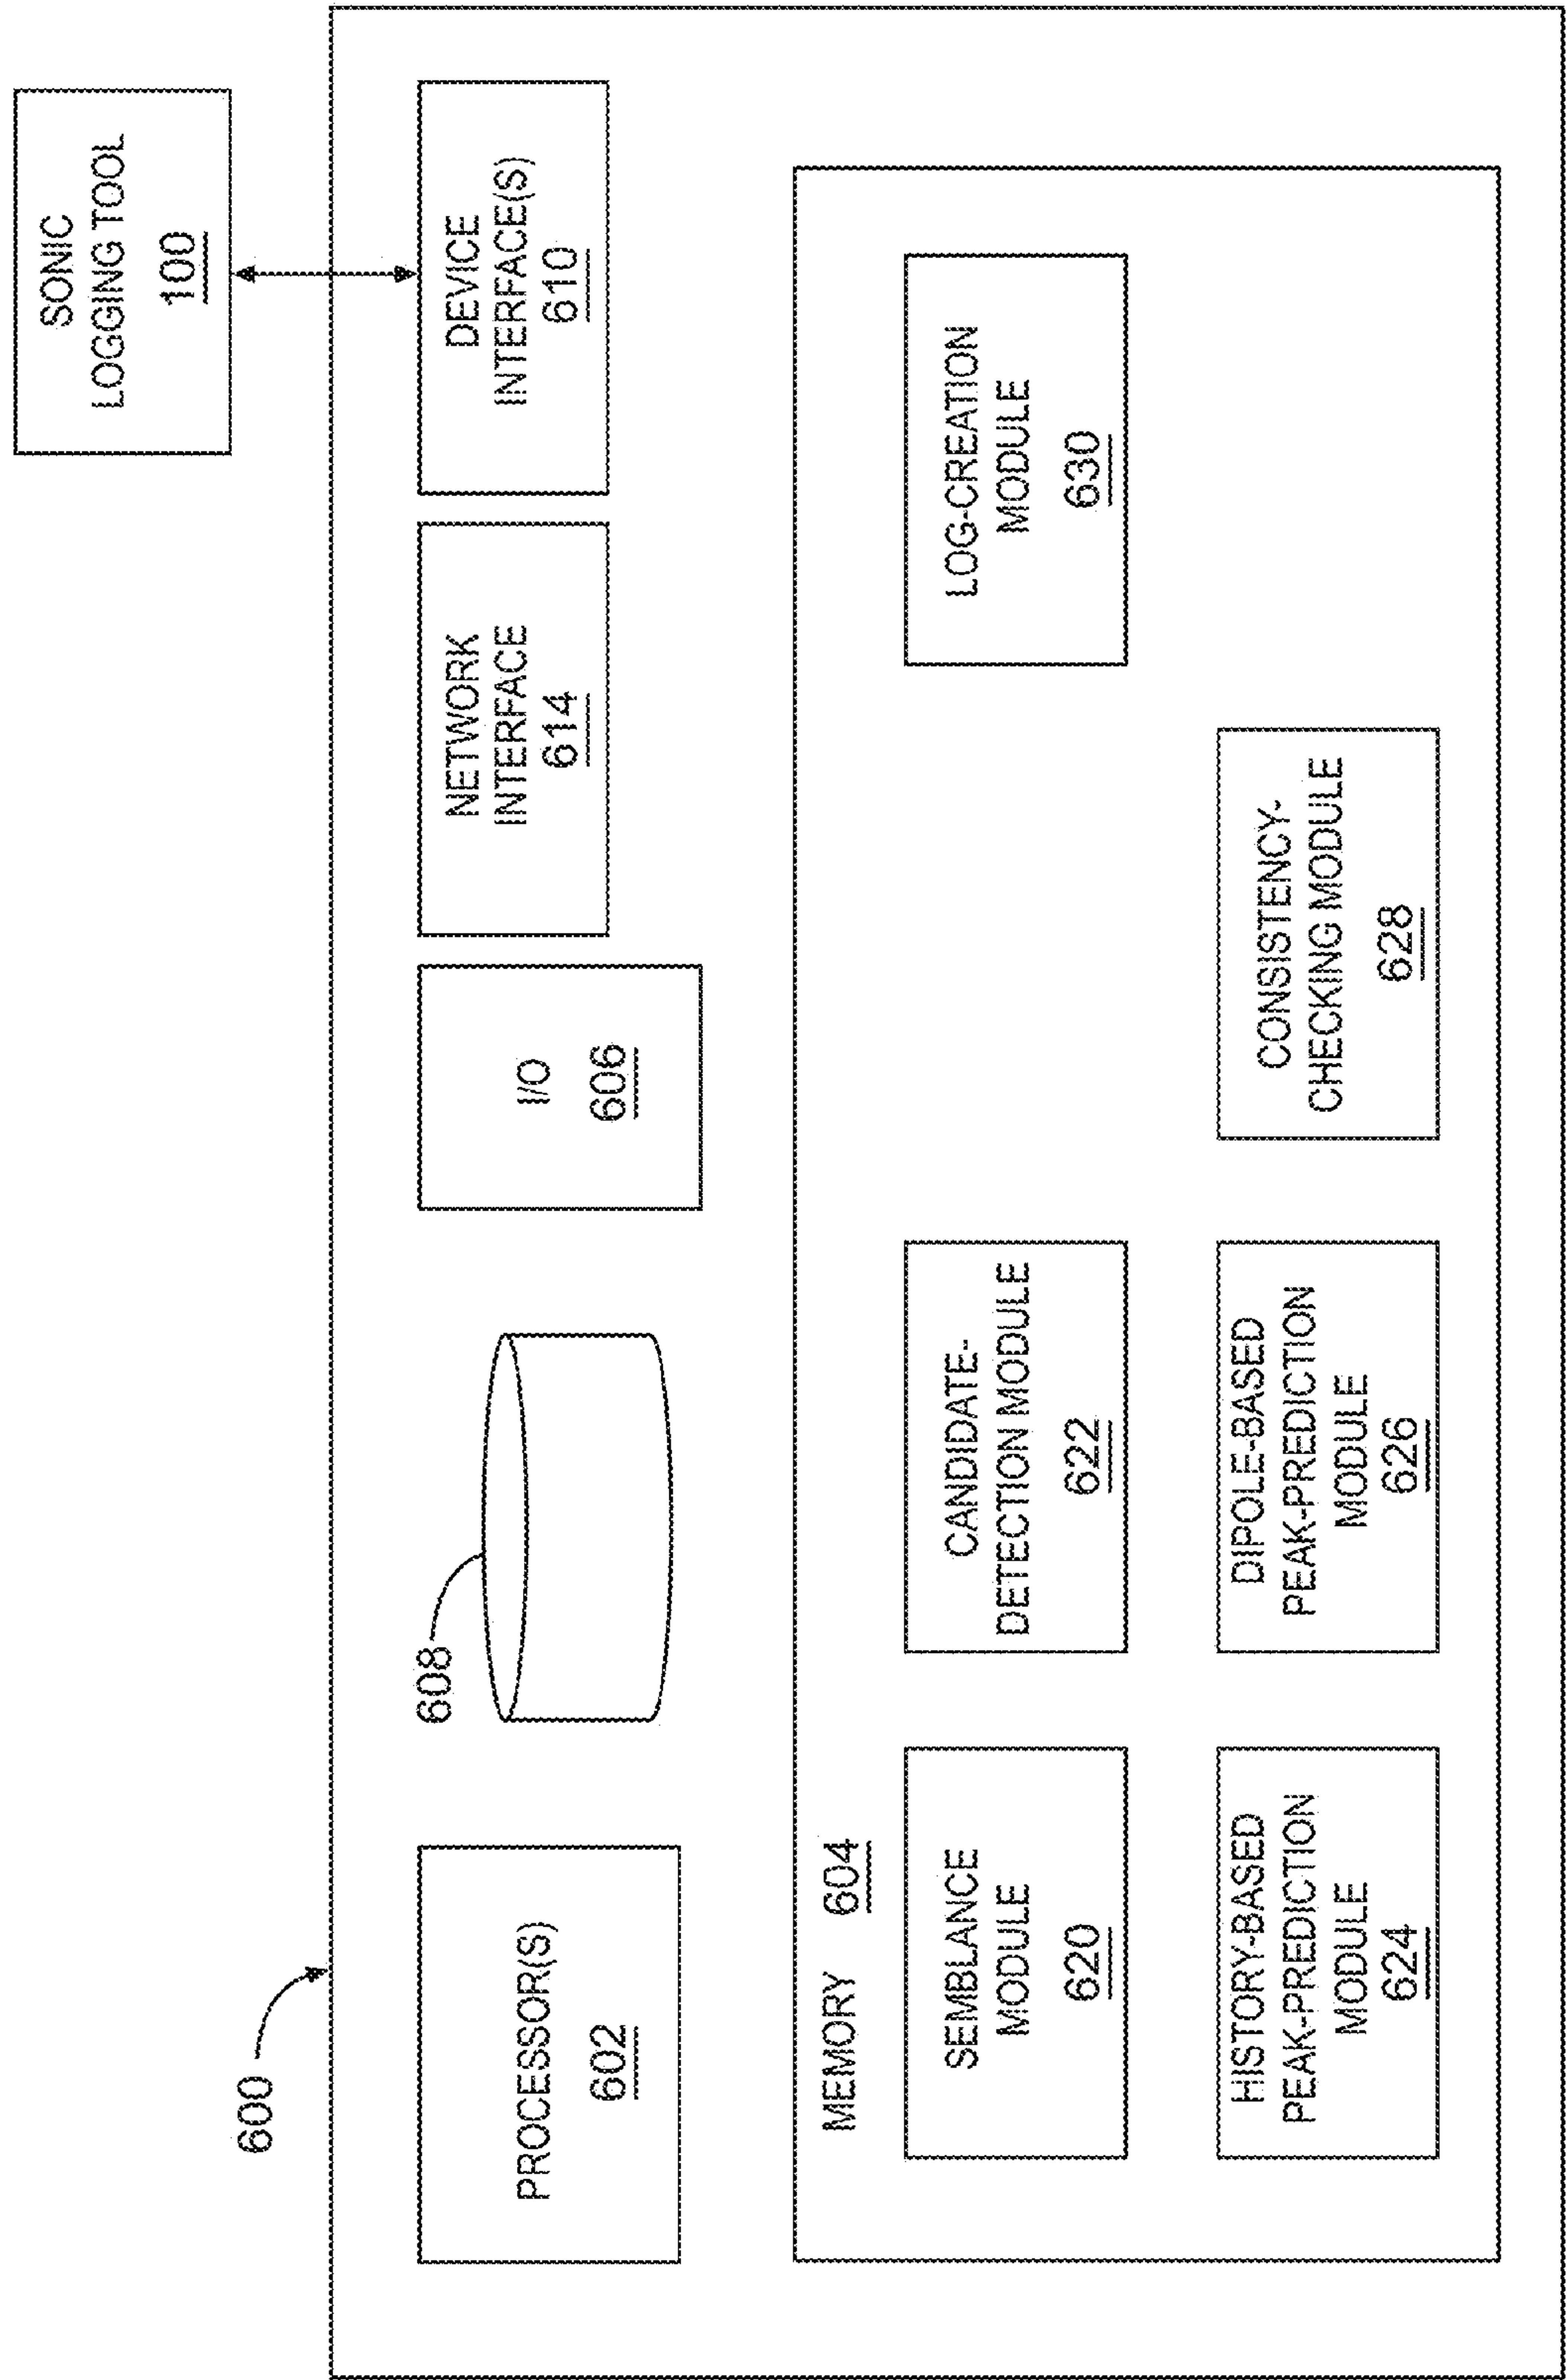 SONIC
LOGGING TOOL
100
600
PROCESSOR(S)
602
608
I/O
606
NETWORK
INTERFACE
614
DEVICE
INTERFACE(S)
610
MEMORY 604
SEMBLANCE
MODULE
620
CANDIDATE-
DETECTION MODULE
622
LOG-CREATION
MODULE
630
HISTORY-BASED
PEAK-PREDICTION
MODULE
624
DIPOLE-BASED
PEAK-PREDICTION
MODULE
626
CONSISTENCY-
CHECKING MODULE
628